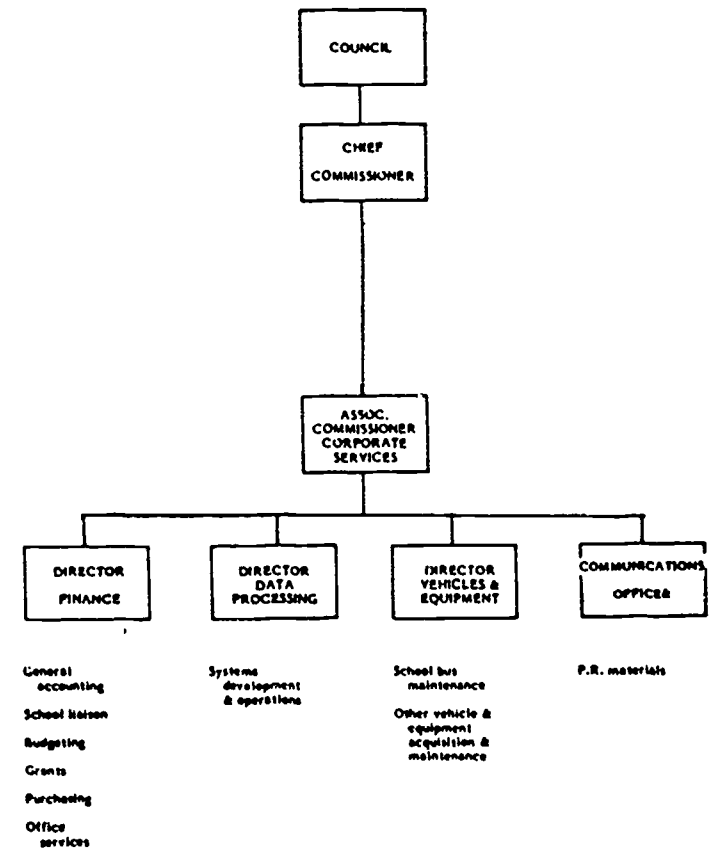 COUNCIL
CHIEF
COMMISSIONER
ASSOC.
COMMISSIONER
CORPORATE
SERVICES
DIRECTOR
FINANCE
DIRECTOR
DATA
PROCESSING
DIRECTOR
VEHICLES &
EQUIPMENT
COMMUNICATIONS
OFFICER
General
accounting
School liaison
Budgeting
Grants
Purchasing
Office
services
Systems
development
& operations
School bus
maintenance
Other vehicle &
equipment
acquisition &
maintenance
P.R. materials